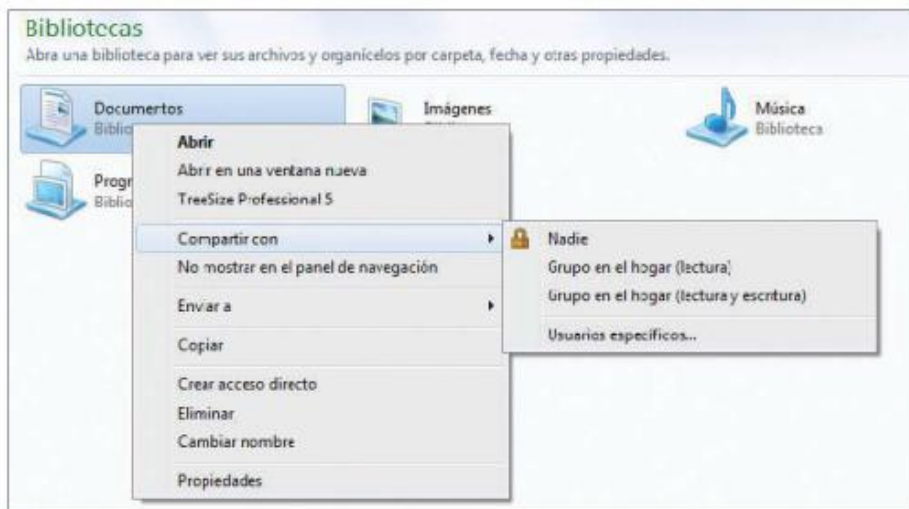 Bibliotecas
Abra una biblioteca para ver sus archivos y organícelos por carpeta, fecha y otras propiedades.
Documentos
Biblio
Imágenes
Música
Biblioteca
Progr
Biblio
Abrir
Abrir en una ventana nueva
TreeSize Professional 5
Compartir con
No mostrar en el panel de navegación
Enviar a
Copiar
Crear acceso directo
Eliminar
Cambiar nombre
Propiedades
Nadie
Grupo en el hogar (lectura)
Grupo en el hogar (lectura y escritura)
Usuarios específicos...